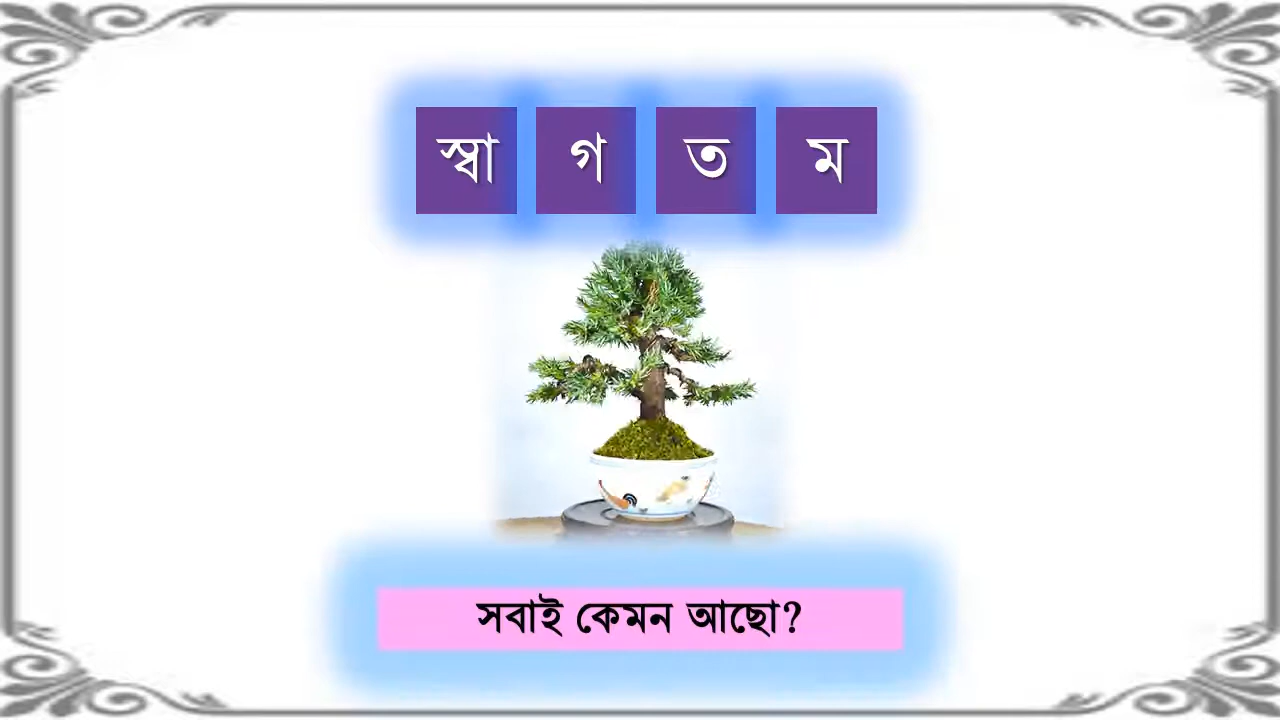 স্বা গ ত ম
সবাই কেমন আছো?